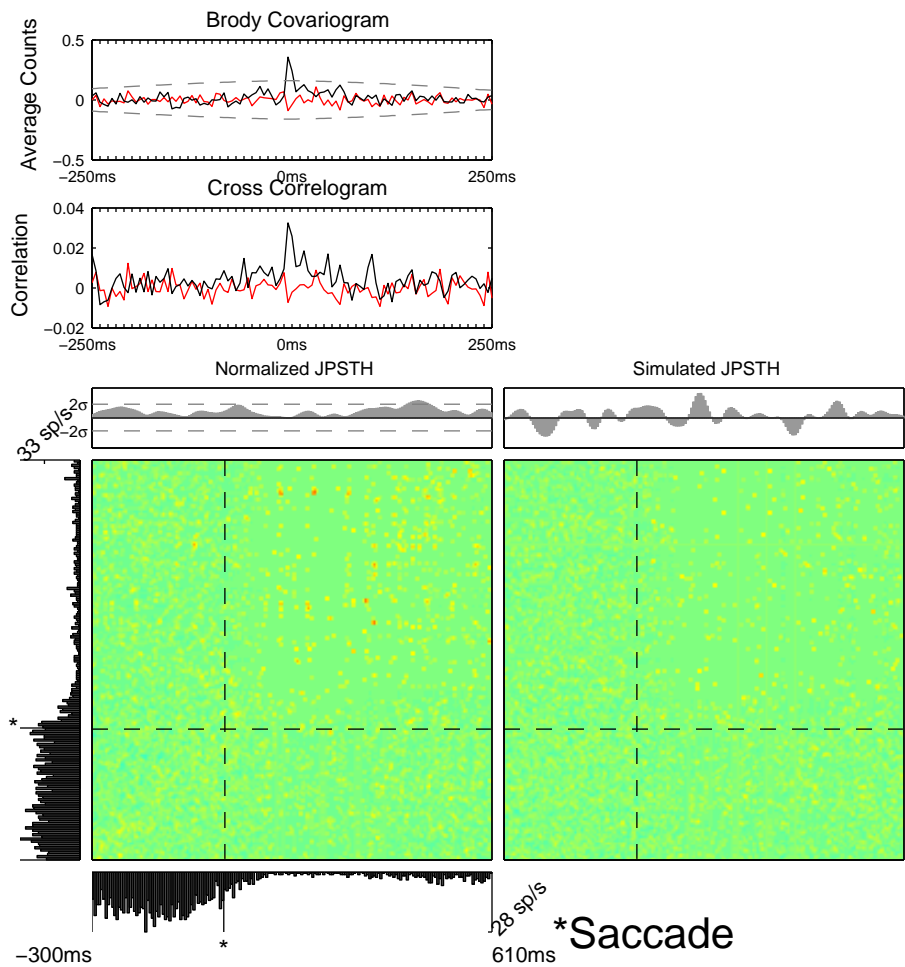 Brody Covariogram
0.5
0
−0.5
Average Counts
−250ms
0ms
250ms
Cross Correlogram
0.04
0.02
0
−0.02
Correlation
−250ms
0ms
250ms
Normalized JPSTH
Simulated JPSTH
2σ
−2σ
33 sp/s
*
28 sp/s
*
−300ms
610ms
*Saccade